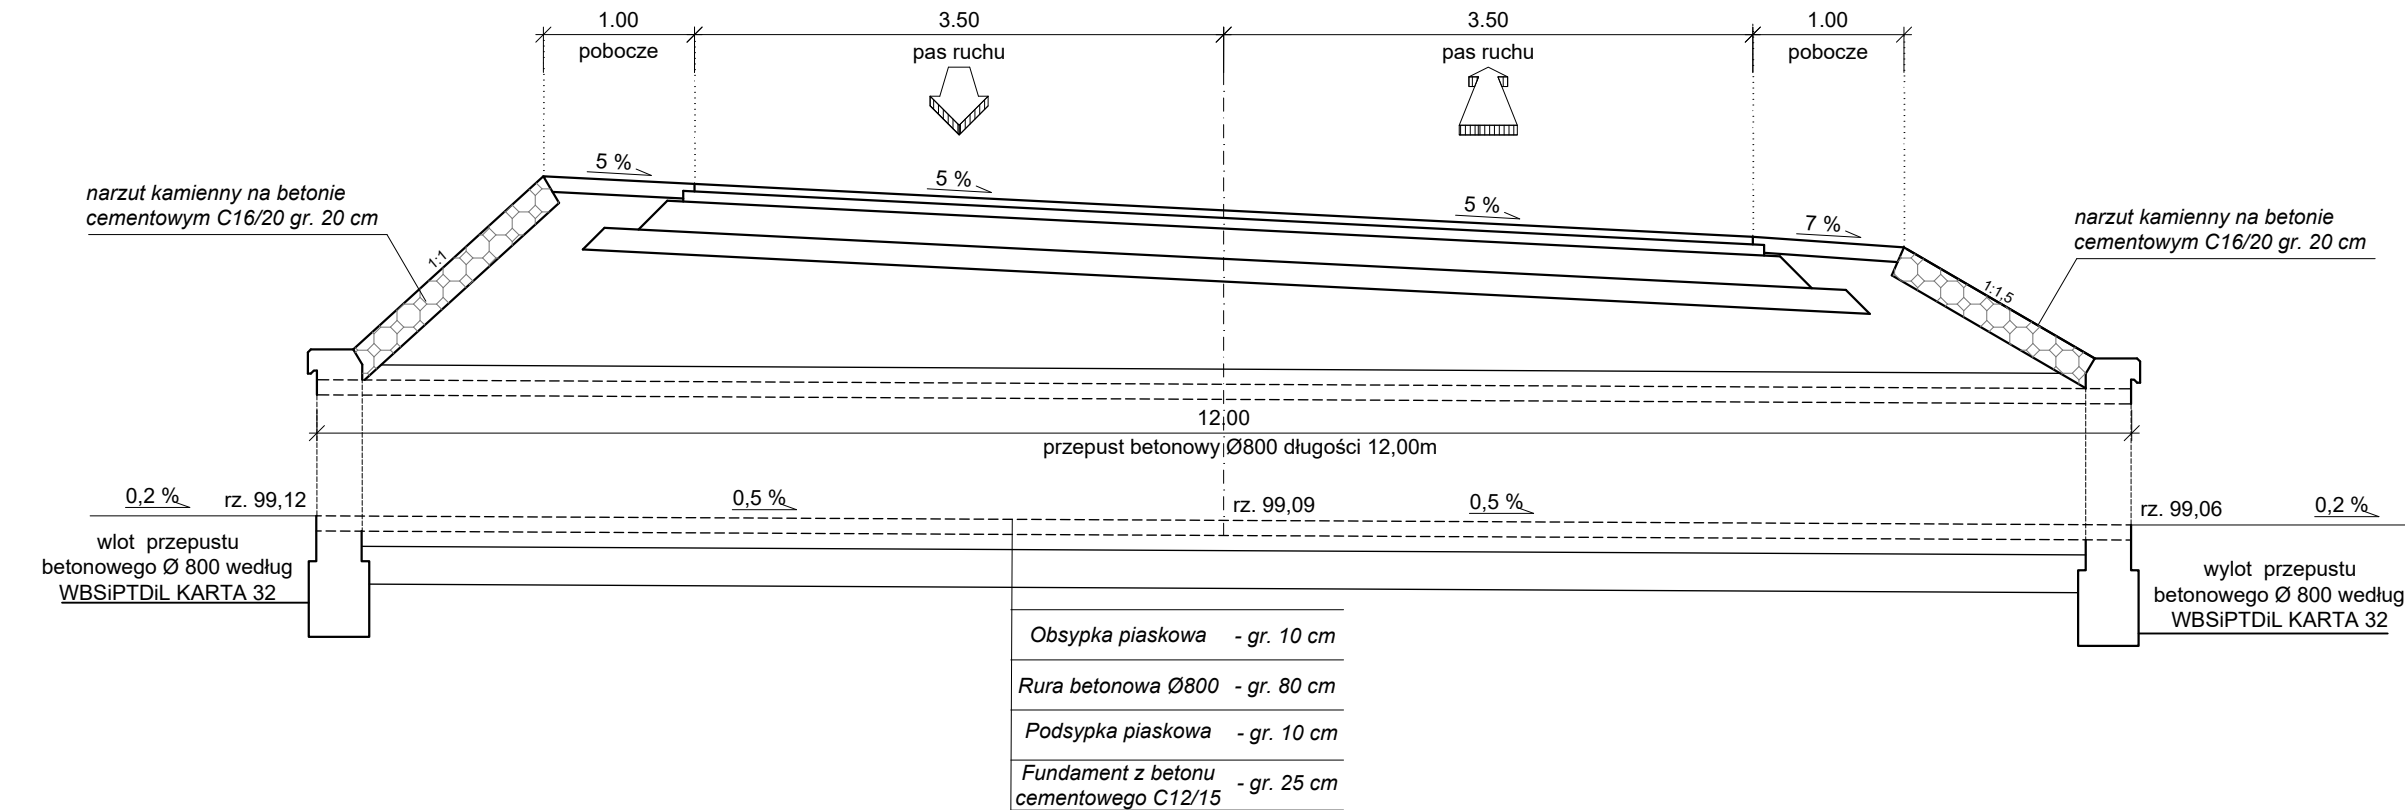 1.00 3.50 3.50 1.00
pobocze pas ruchu pas ruchu pobocze
5 %
5 %
5 %
7 %
narzut kamienny na betonie
cementowym C16/20 gr. 20 cm
narzut kamienny na betonie
cementowym C16/20 gr. 20 cm
1:1
1:1,5
12.00
przepust betonowy Ø800 długości 12,00m
0,2 % rz. 99,12 0,5 % rz. 99,09 0,5 % rz. 99,06 0,2 %
wlot przepustu
betonowego Ø 800 według
WBSiPTDiL KARTA 32
wylot przepustu
betonowego Ø 800 według
WBSiPTDiL KARTA 32
Obsypka piaskowa - gr. 10 cm
Rura betonowa Ø800 - gr. 80 cm
Podsypka piaskowa - gr. 10 cm
Fundament z betonu
cementowego C12/15 - gr. 25 cm